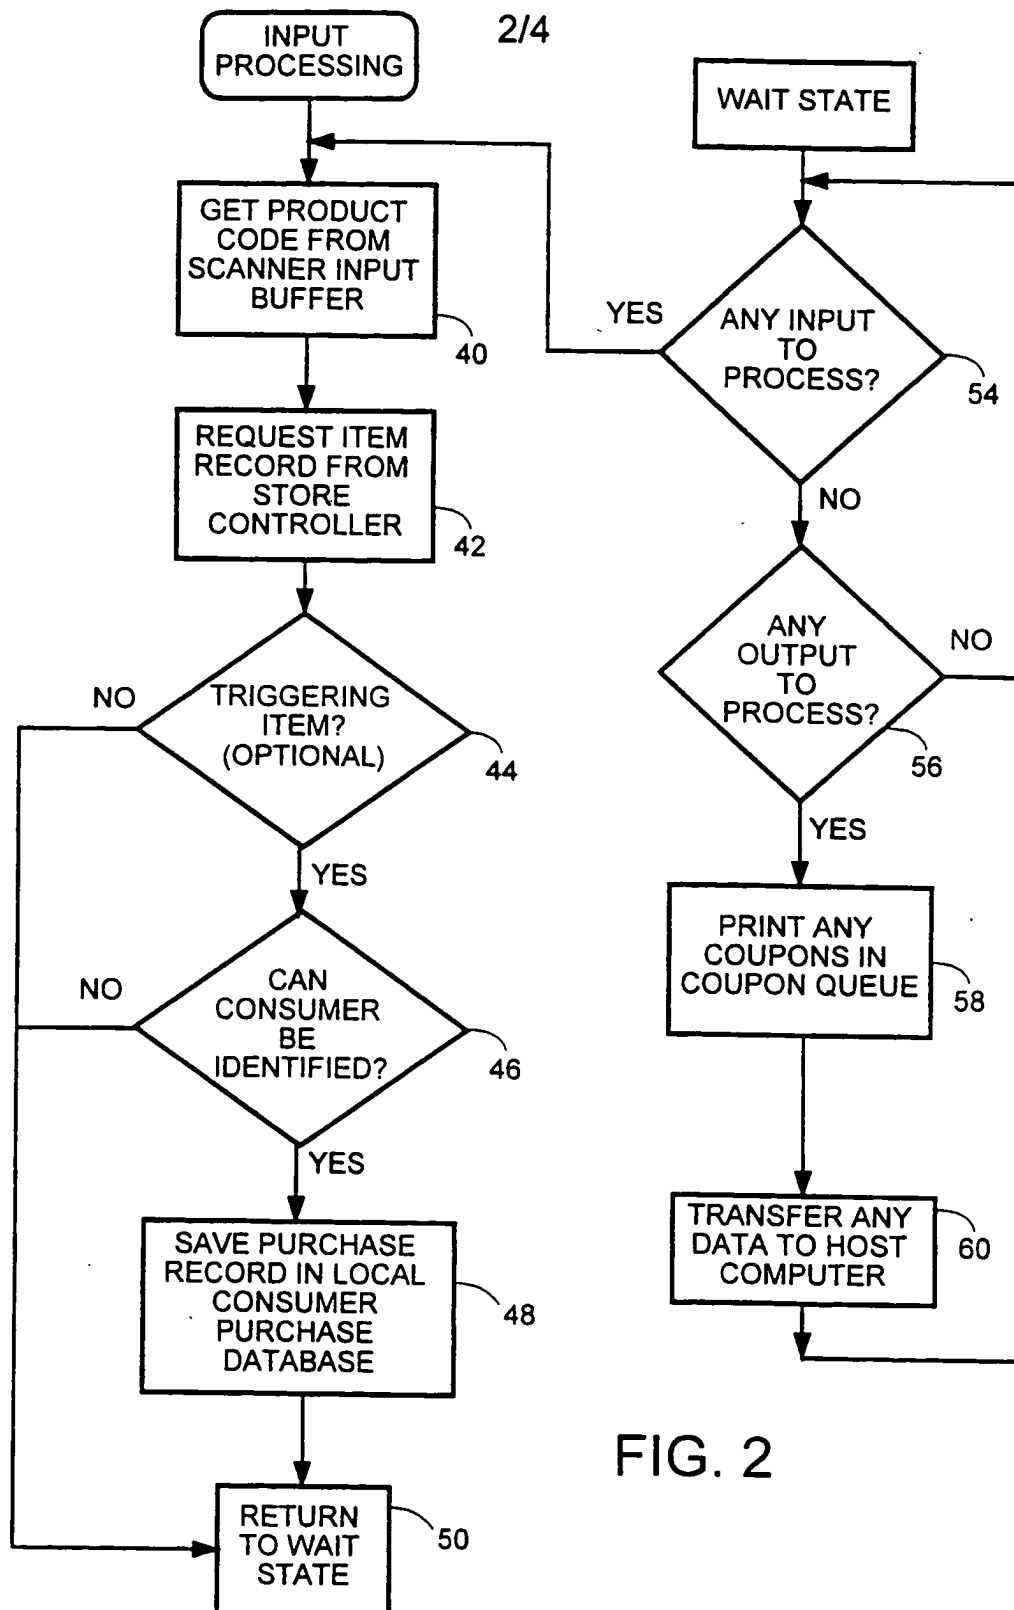 2/4
INPUT
PROCESSING
GET PRODUCT
CODE FROM
SCANNER INPUT
BUFFER
40
REQUEST ITEM
RECORD FROM
STORE
CONTROLLER
42
TRIGGERING
ITEM?
(OPTIONAL)
44
NO
YES
CAN
CONSUMER
BE
IDENTIFIED?
46
NO
YES
SAVE PURCHASE
RECORD IN LOCAL
CONSUMER
PURCHASE
DATABASE
48
RETURN
TO WAIT
STATE
50
WAIT STATE
ANY INPUT
TO
PROCESS?
54
YES
NO
ANY
OUTPUT
TO
PROCESS?
56
NO
YES
PRINT ANY
COUPONS IN
COUPON QUEUE
58
TRANSFER ANY
DATA TO HOST
COMPUTER
60
FIG. 2